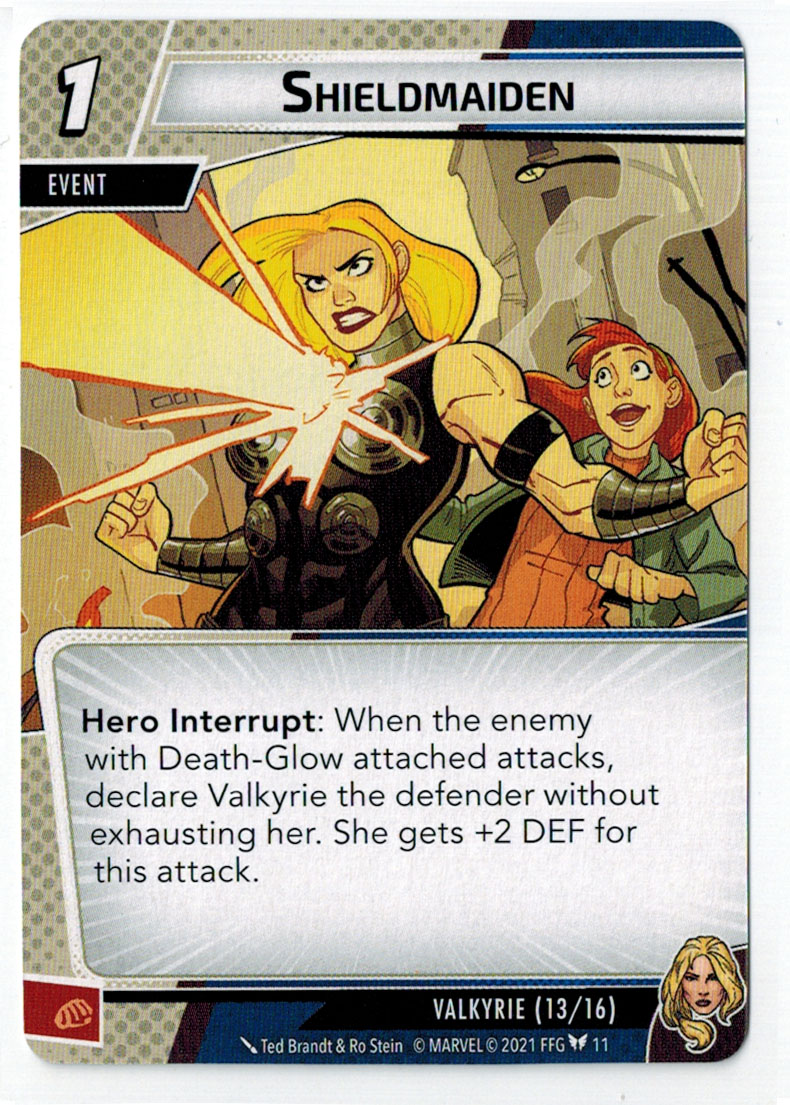 1
SHIELDMAIDEN
EVENT
Hero Interrupt: When the enemy
with Death-Glow attached attacks,
declare Valkyrie the defender without
exhausting her. She gets +2 DEF for
this attack.
VALKYRIE (13/16)
Ted Brandt & Ro Stein © MARVEL © 2021 FFG 11